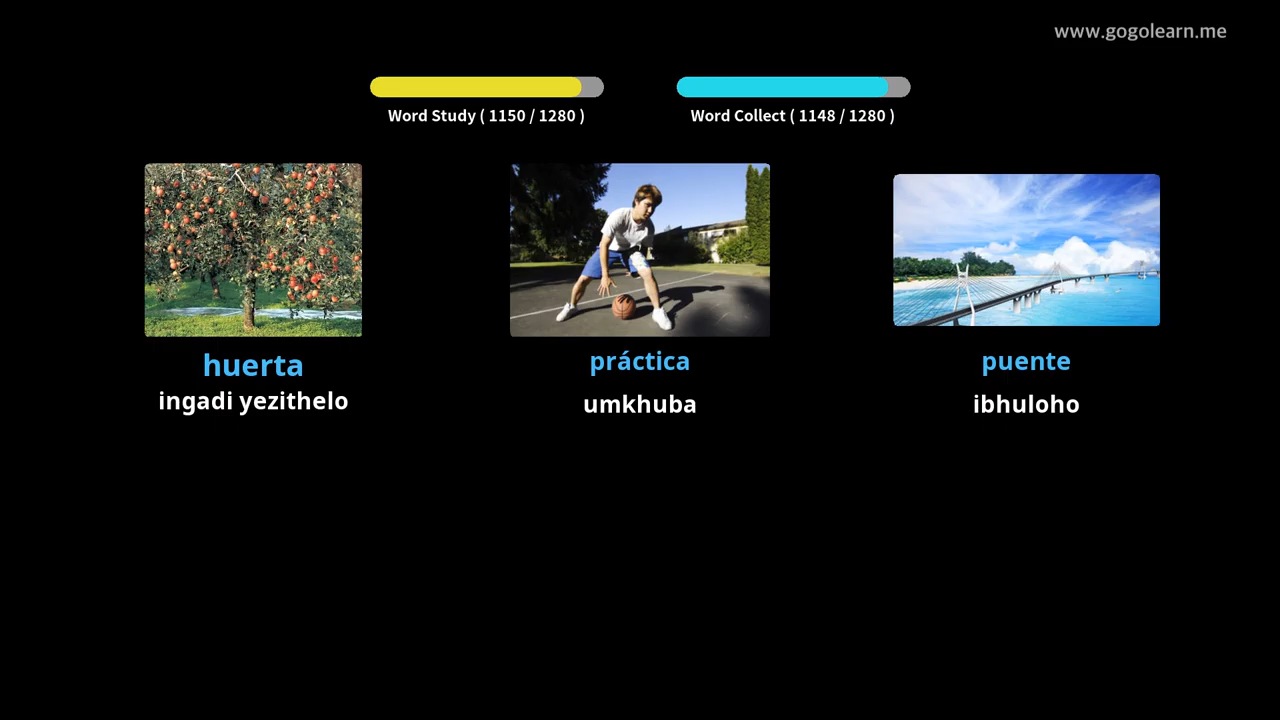 www.gogolearn.me
Word Study ( 1150 / 1280 )
Word Collect ( 1148 / 1280 )
huerta
ingadi yezithelo
práctica
umkhuba
puente
ibhuloho